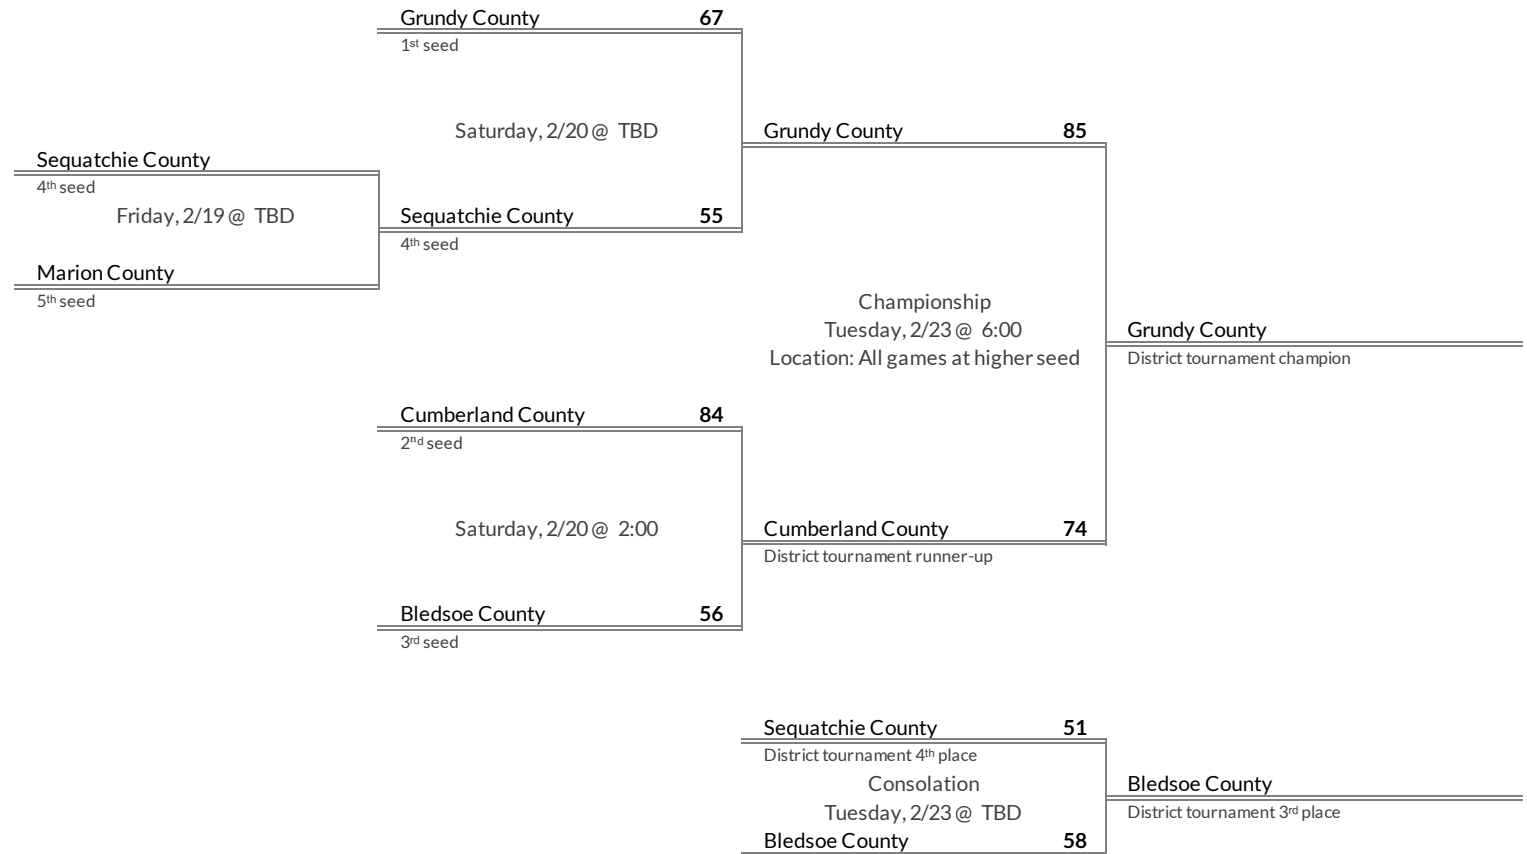 Grundy County 67
1st seed
Saturday, 2/20 @ TBD
Grundy County 85
Sequatchie County
4th seed
Friday, 2/19 @ TBD
Sequatchie County 55
4th seed
Marion County
5th seed
Championship
Tuesday, 2/23 @ 6:00
Location: All games at higher seed
Grundy County
District tournament champion
Cumberland County 84
2nd seed
Saturday, 2/20 @ 2:00
Cumberland County 74
District tournament runner-up
Bledsoe County 56
3rd seed
Sequatchie County 51
District tournament 4th place
Consolation
Tuesday, 2/23 @ TBD
Bledsoe County 58
Bledsoe County
District tournament 3rd place